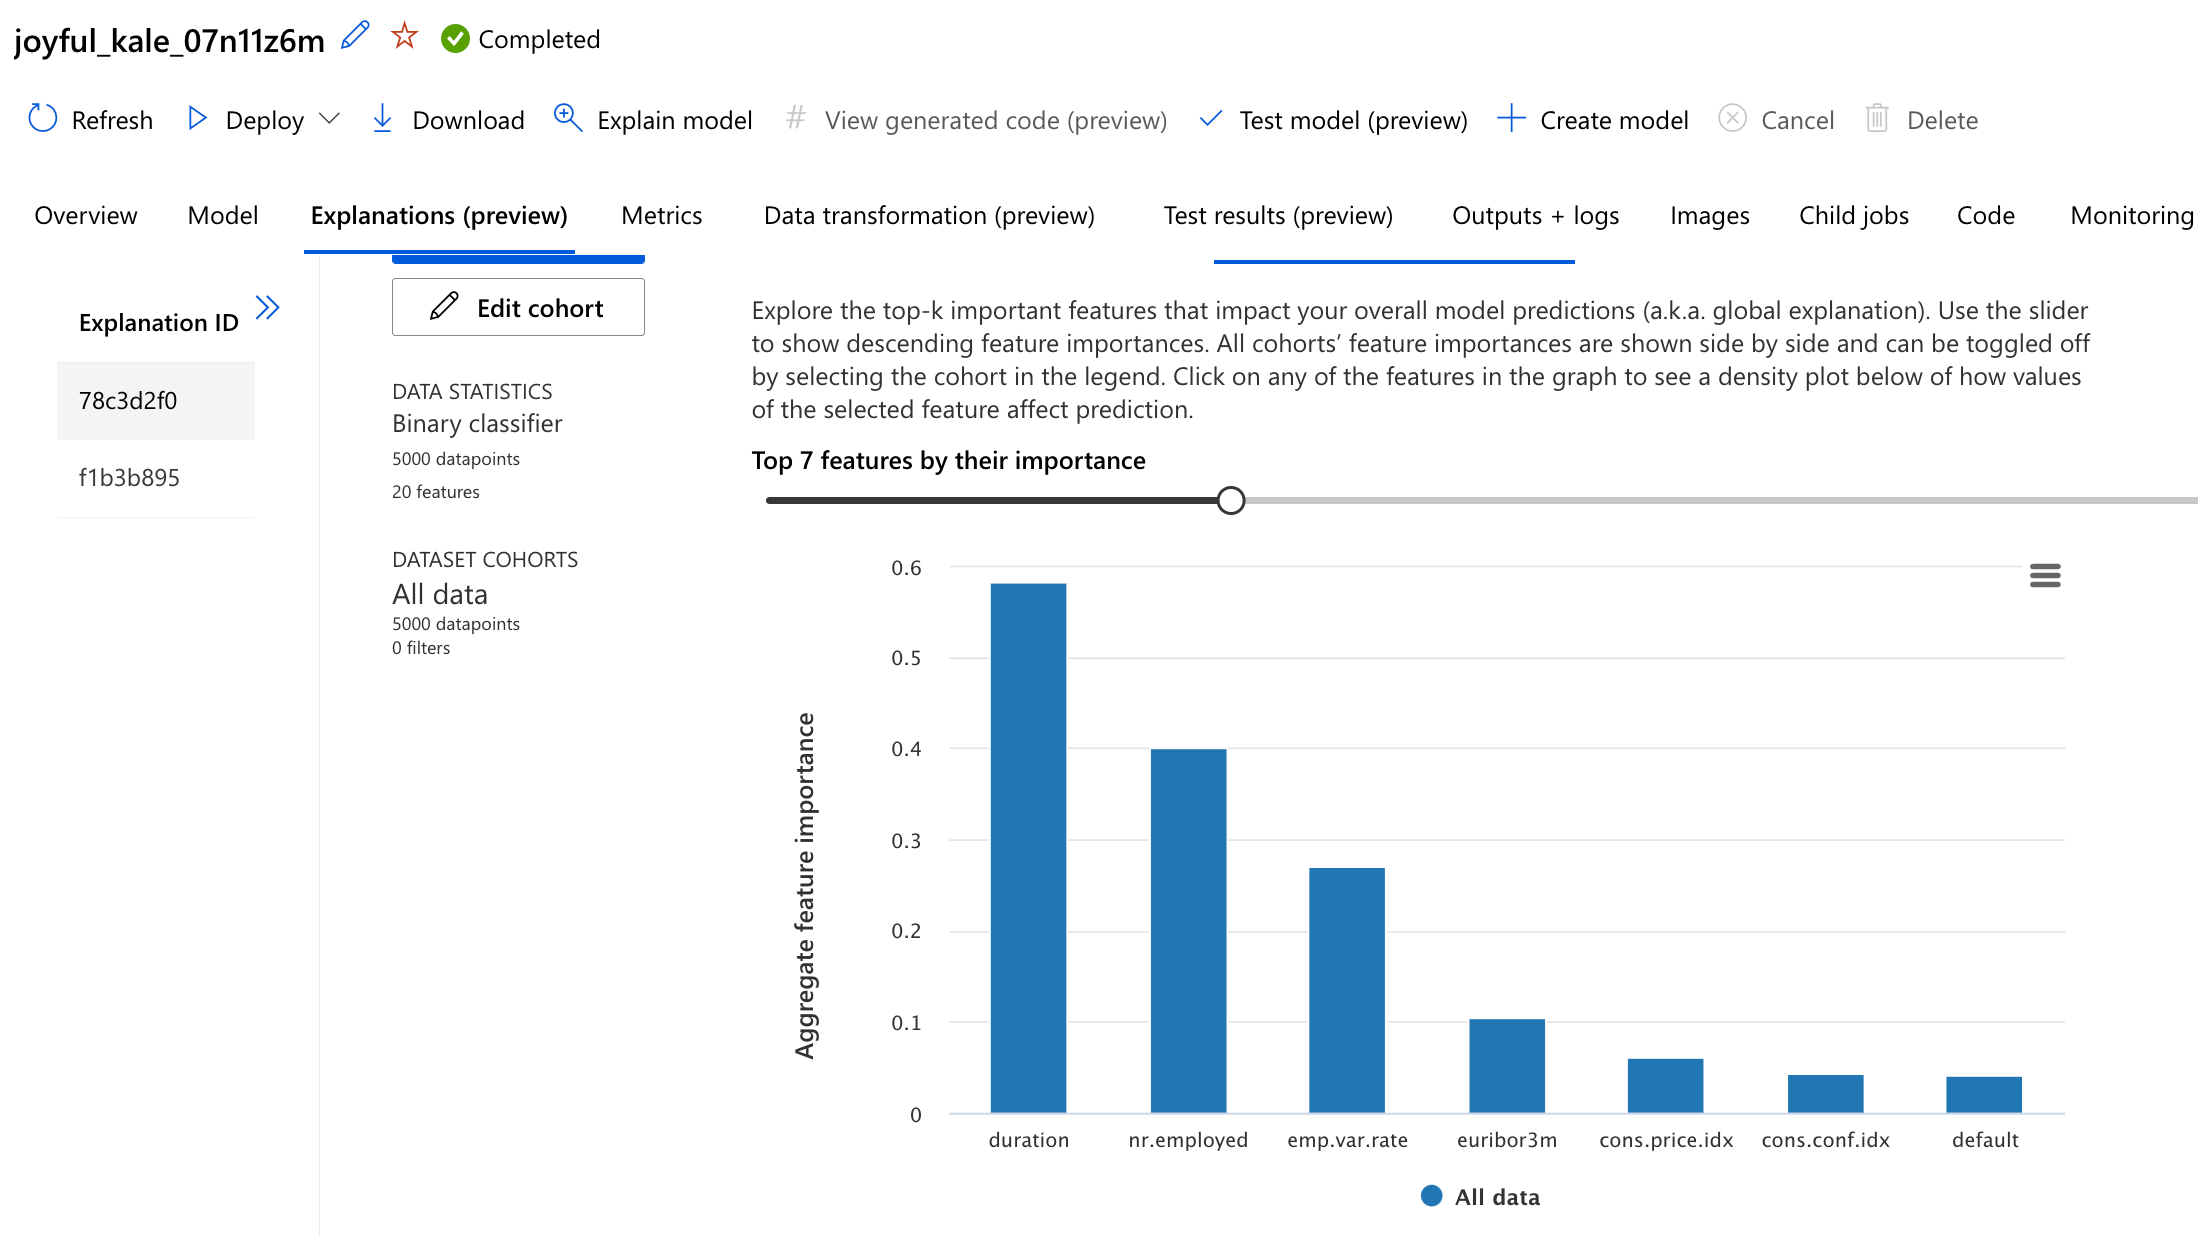 joyful_kale_07n11z6m Completed
Refresh Deploy Download Explain model # View generated code (preview) Test model (preview) Create model Cancel Delete
Overview Model Explanations (preview) Metrics Data transformation (preview) Test results (preview) Outputs + logs Images Child jobs Code Monitoring
Explanation ID
78c3d2f0
f1b3b895
Edit cohort
DATA STATISTICS
Binary classifier
5000 datapoints
20 features
DATASET COHORTS
All data
5000 datapoints
0 filters
Explore the top-k important features that impact your overall model predictions (a.k.a. global explanation). Use the slider
to show descending feature importances. All cohorts’ feature importances are shown side by side and can be toggled off
by selecting the cohort in the legend. Click on any of the features in the graph to see a density plot below of how values
of the selected feature affect prediction.
Top 7 features by their importance
Aggregate feature importance
0.6
0.5
0.4
0.3
0.2
0.1
0
duration nr.employed emp.var.rate euribor3m cons.price.idx cons.conf.idx default
All data